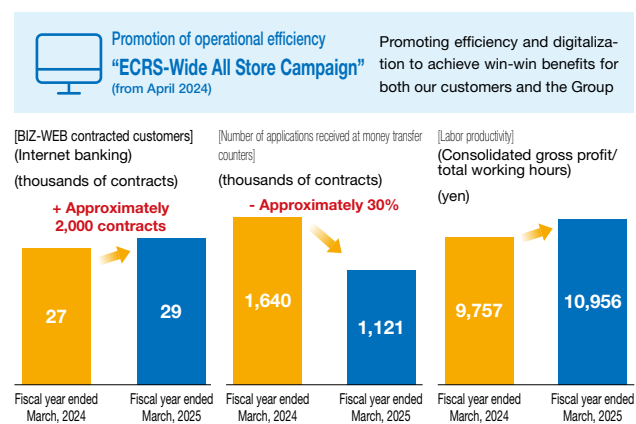 Promotion of operational efficiency
“ECRS-Wide All Store Campaign”
(from April 2024)
Promoting efficiency and digitaliza-
tion to achieve win-win benefits for
both our customers and the Group
[BIZ-WEB contracted customers]
(Internet banking)
(thousands of contracts)
+ Approximately
2,000 contracts
27
29
Fiscal year ended
March, 2024
Fiscal year ended
March, 2025
[Number of applications received at money transfer
counters]
(thousands of contracts)
- Approximately 30%
1,640
1,121
Fiscal year ended
March, 2024
Fiscal year ended
March, 2025
[Labor productivity]
(Consolidated gross profit/
total working hours)
(yen)
9,757
10,956
Fiscal year ended
March, 2024
Fiscal year ended
March, 2025